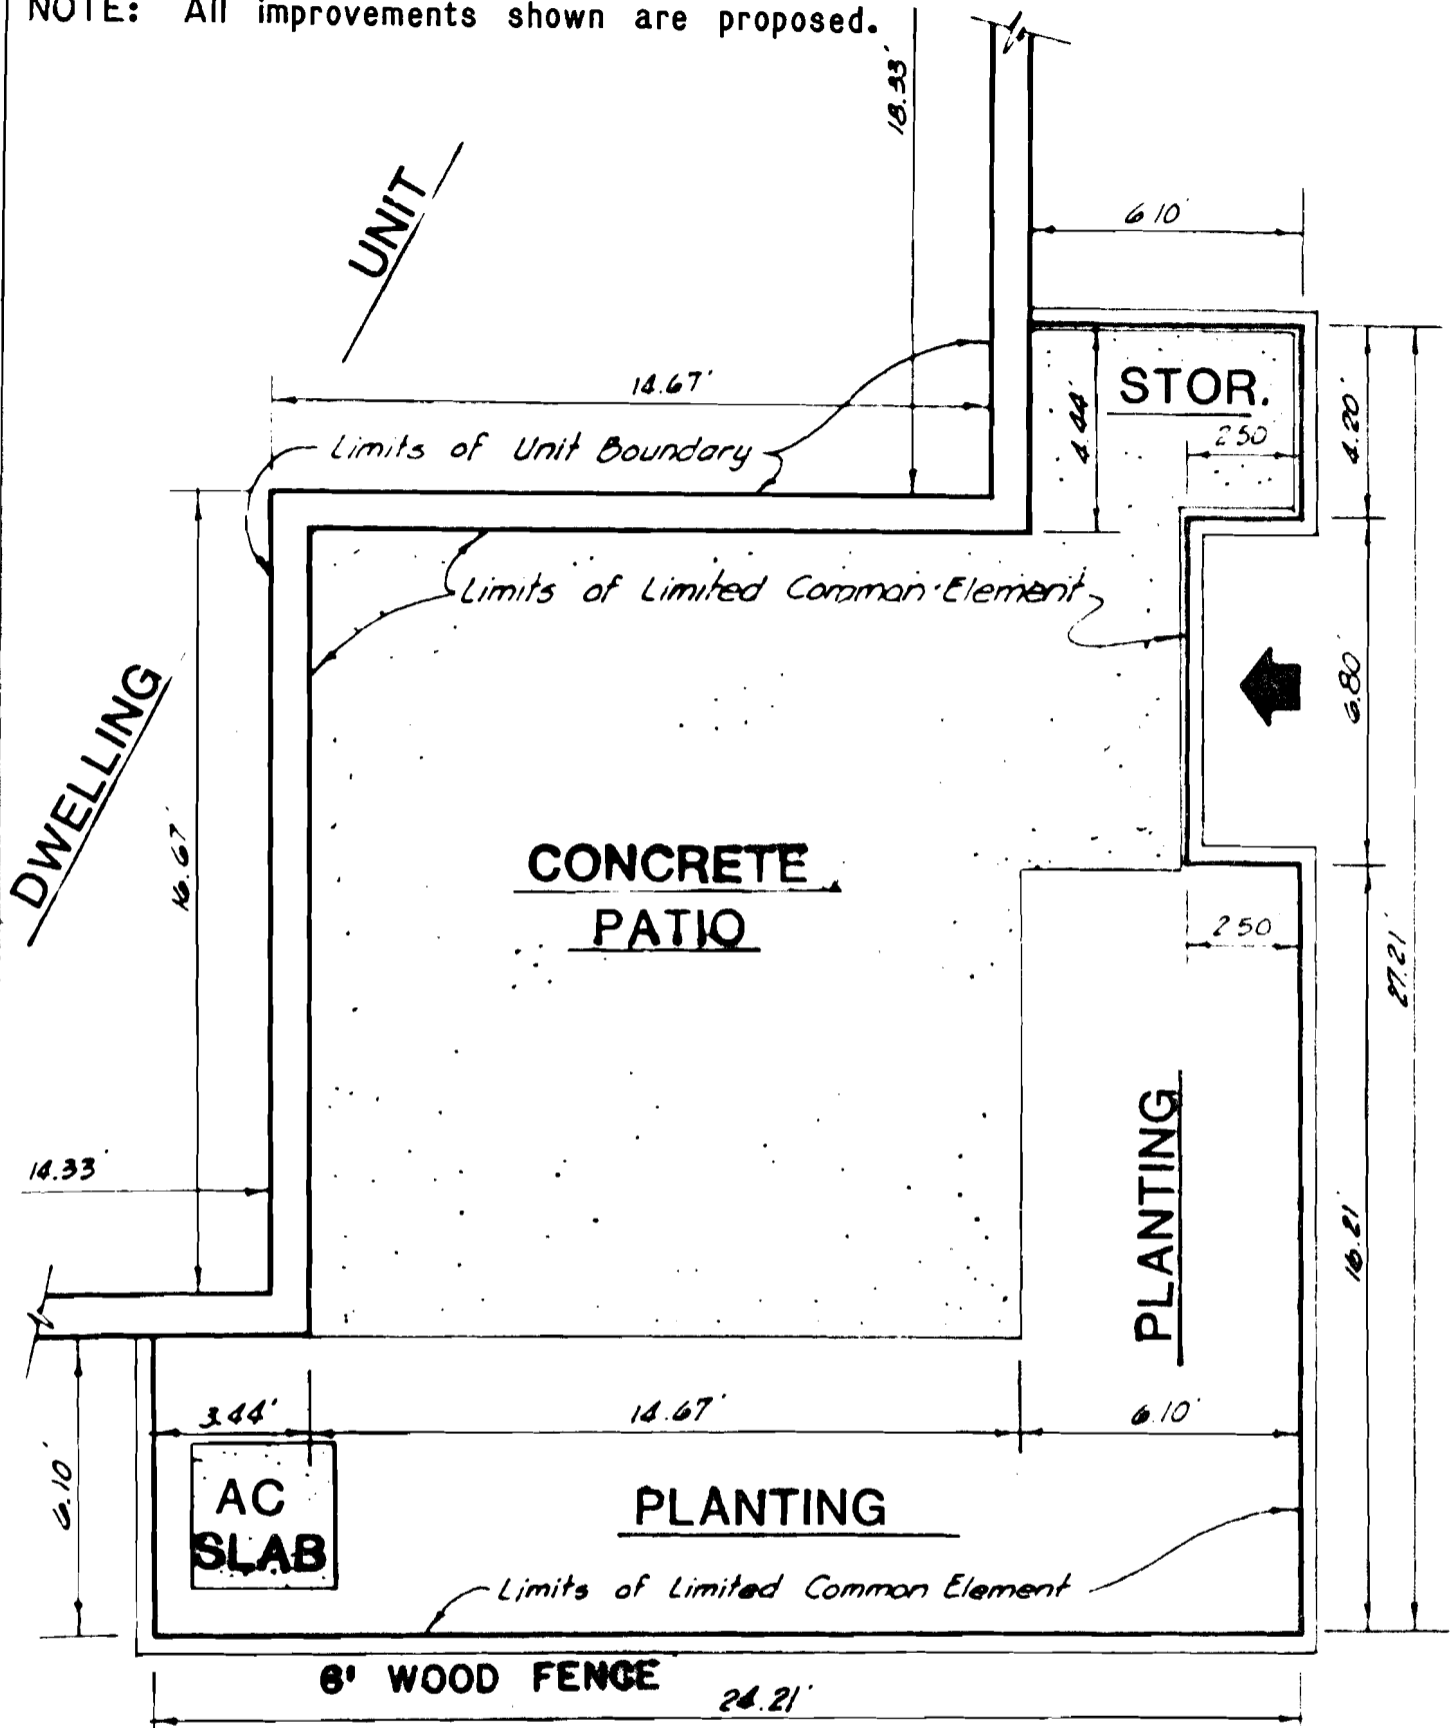 NOTE: All improvements shown are proposed.
18.33'
UNIT
6.10'
14.67'
STOR.
4.44'
2.50
4.20'
Limits of Unit Boundary
Limits of Limited Common Element
DWELLING
16.67'
6.80'
CONCRETE
PATIO
2.50
27.21'
PLANTING
14.33'
16.21'
3.44'
14.67'
6.10'
6.10'
AC
SLAB
PLANTING
Limits of Limited Common Element
6' WOOD FENCE
24.21'